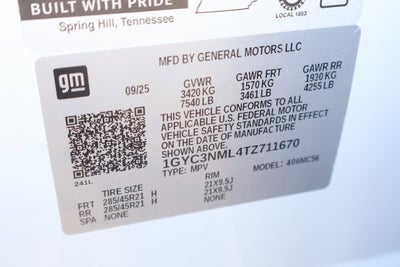 BUILT WITH PRIDE
Spring Hill, Tennessee
LOCAL 1853
MFD BY GENERAL MOTORS LLC
gm
09/25
GVWR GAWR FRT GAWR RR
3420 KG 1570 KG 1930 KG
7540 LB 3461 LB 4255 LB
THIS VEHICLE CONFORMS TO ALL
APPLICABLE U.S. FEDERAL MOTOR
VEHICLE SAFETY STANDARDS IN EFFECT
ON THE DATE OF MANUFACTURE
1GYC3NML4TZ711670
TYPE: MPV MODEL: 406MC56
241L
TIRE SIZE RIM
FRT 285/45R21 H 21X9.5J
RR 285/45R21 H 21X9.5J
SPA NONE NONE